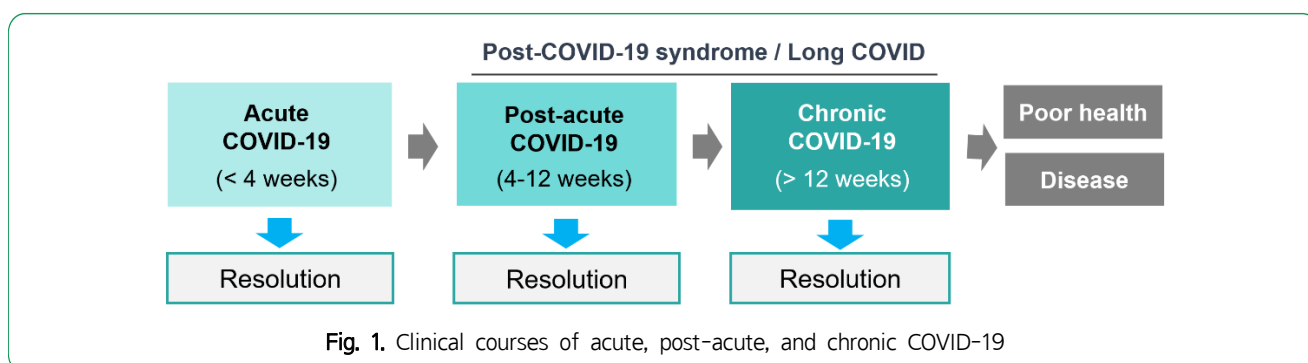 Post-COVID-19 syndrome / Long COVID
Acute
COVID-19
(< 4 weeks)
Post-acute
COVID-19
(4-12 weeks)
Chronic
COVID-19
(> 12 weeks)
Poor health
Disease
Resolution
Resolution
Resolution
Fig. 1. Clinical courses of acute, post-acute, and chronic COVID-19